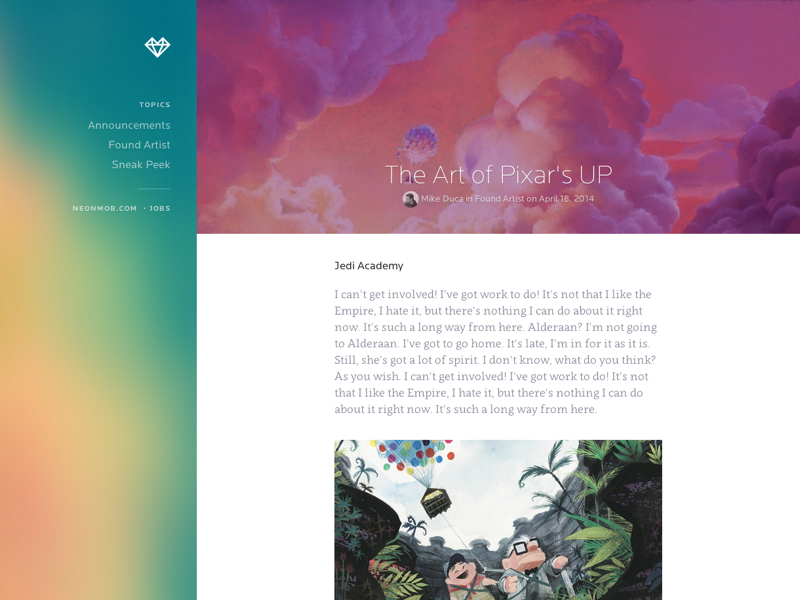 TOPICS
Announcements
Found Artist
Sneak Peek
NEONMOB.COM · JOBS
The Art of Pixar's UP
Mike Duca in Found Artist on April 18, 2014
Jedi Academy
I can't get involved! I've got work to do! It's not that I like the
Empire, I hate it, but there's nothing I can do about it right
now. It's such a long way from here. Alderaan? I'm not going
to Alderaan. I've got to go home. It's late, I'm in for it as it is.
Still, she's got a lot of spirit. I don't know, what do you think?
As you wish. I can't get involved! I've got work to do! It's not
that I like the Empire, I hate it, but there's nothing I can do
about it right now. It's such a long way from here.